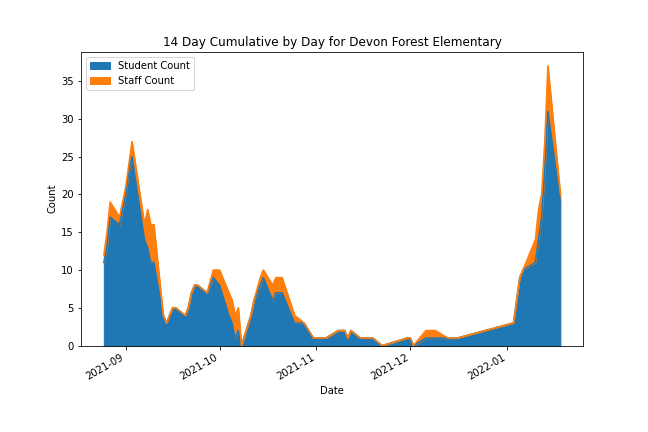 14 Day Cumulative by Day for Devon Forest Elementary
Student Count
Staff Count
35
30
25
20
15
10
5
0
Count
2021-09
2021-10
2021-11
2021-12
2022-01
Date